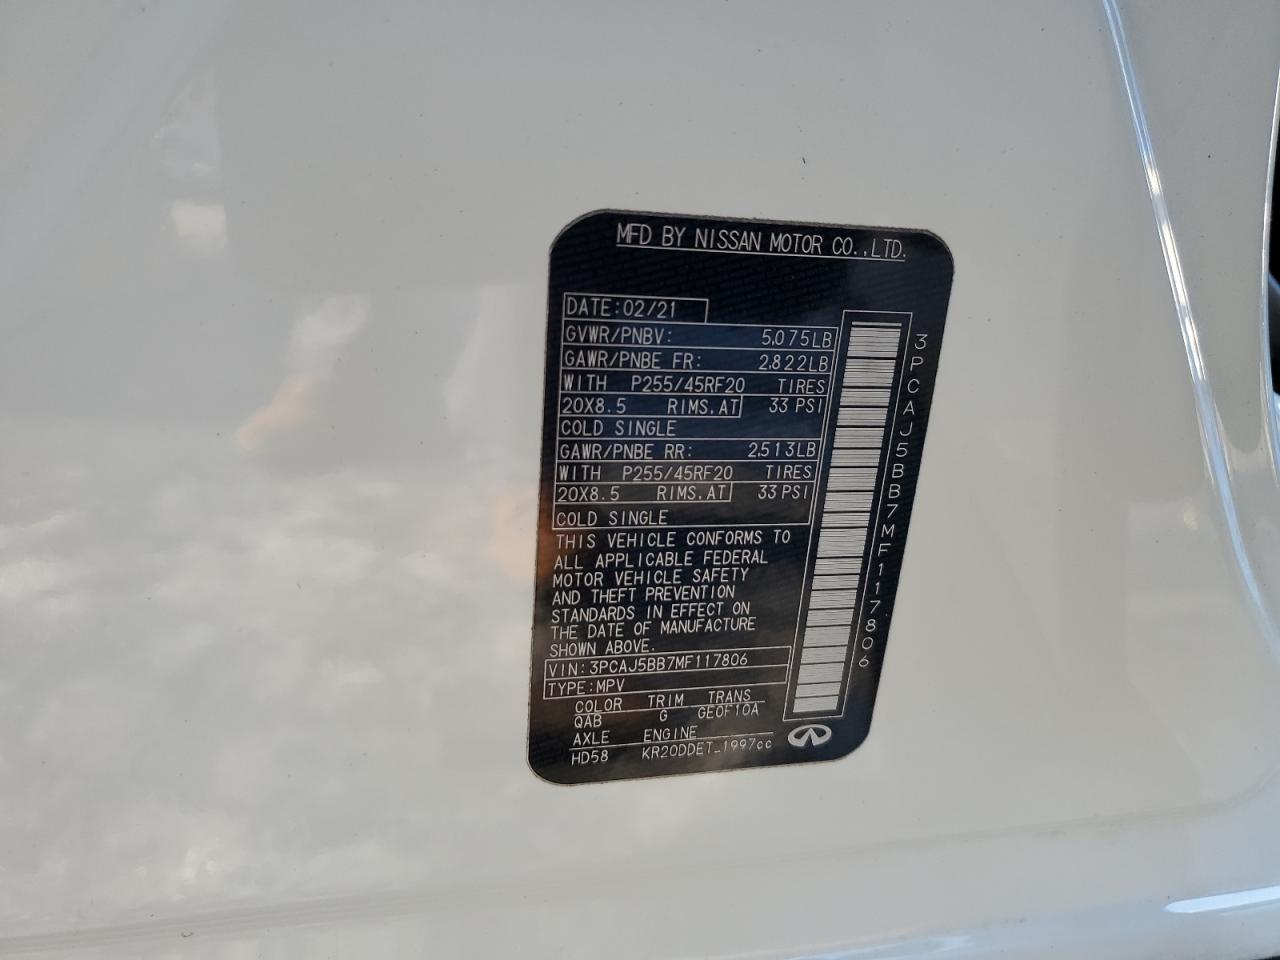 MFD BY NISSAN MOTOR CO.,LTD.
DATE:02/21
GVWR/PNBV: 5,075LB
GAWR/PNBE FR: 2,822LB
WITH P255/45RF20 TIRES
20X8.5 RIMS.AT 33 PSI
COLD SINGLE
GAWR/PNBE RR: 2,513LB
WITH P255/45RF20 TIRES
20X8.5 RIMS.AT 33 PSI
COLD SINGLE
THIS VEHICLE CONFORMS TO
ALL APPLICABLE FEDERAL
MOTOR VEHICLE SAFETY
AND THEFT PREVENTION
STANDARDS IN EFFECT ON
THE DATE OF MANUFACTURE
SHOWN ABOVE.
VIN:3PCAJ5BB7MF117806
TYPE:MPV
COLOR TRIM TRANS
QAB G GE0F10A
AXLE ENGINE
HD58 KR20DDET_1997cc
3PCAJ5BB7MF117806